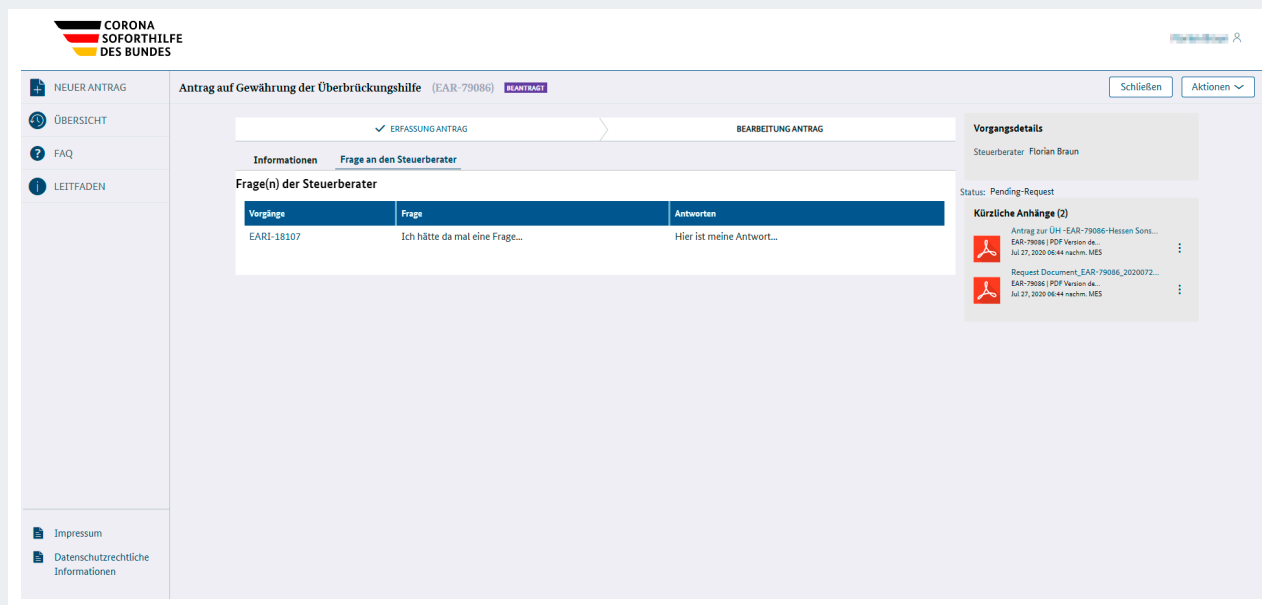 CORONA
SOFORTHILFE
DES BUNDES
NEUER ANTRAG
ÜBERSICHT
FAQ
LEITFADEN
Impressum
Datenschutzrechtliche
Informationen
Antrag auf Gewährung der Überbrückungshilfe (EAR-79086) BEANTRAGT
Schließen Aktionen
ERFASSUNG ANTRAG BEARBEITUNG ANTRAG
Informationen Frage an den Steuerberater
Frage(n) der Steuerberater
Vorgänge Frage Antworten
EARI-18107 Ich hätte da mal eine Frage... Hier ist meine Antwort...
Vorgangsdetails
Steuerberater Florian Braun
Status: Pending-Request
Kürzliche Anhänge (2)
Antrag zur ÜH -EAR-79086-Hessen Sons...
EAR-79086 | PDF Version de...
Jul 27, 2020 06:44 nachm. MES
Request Document_EAR-79086_2020072...
EAR-79086 | PDF Version de...
Jul 27, 2020 06:44 nachm. MES